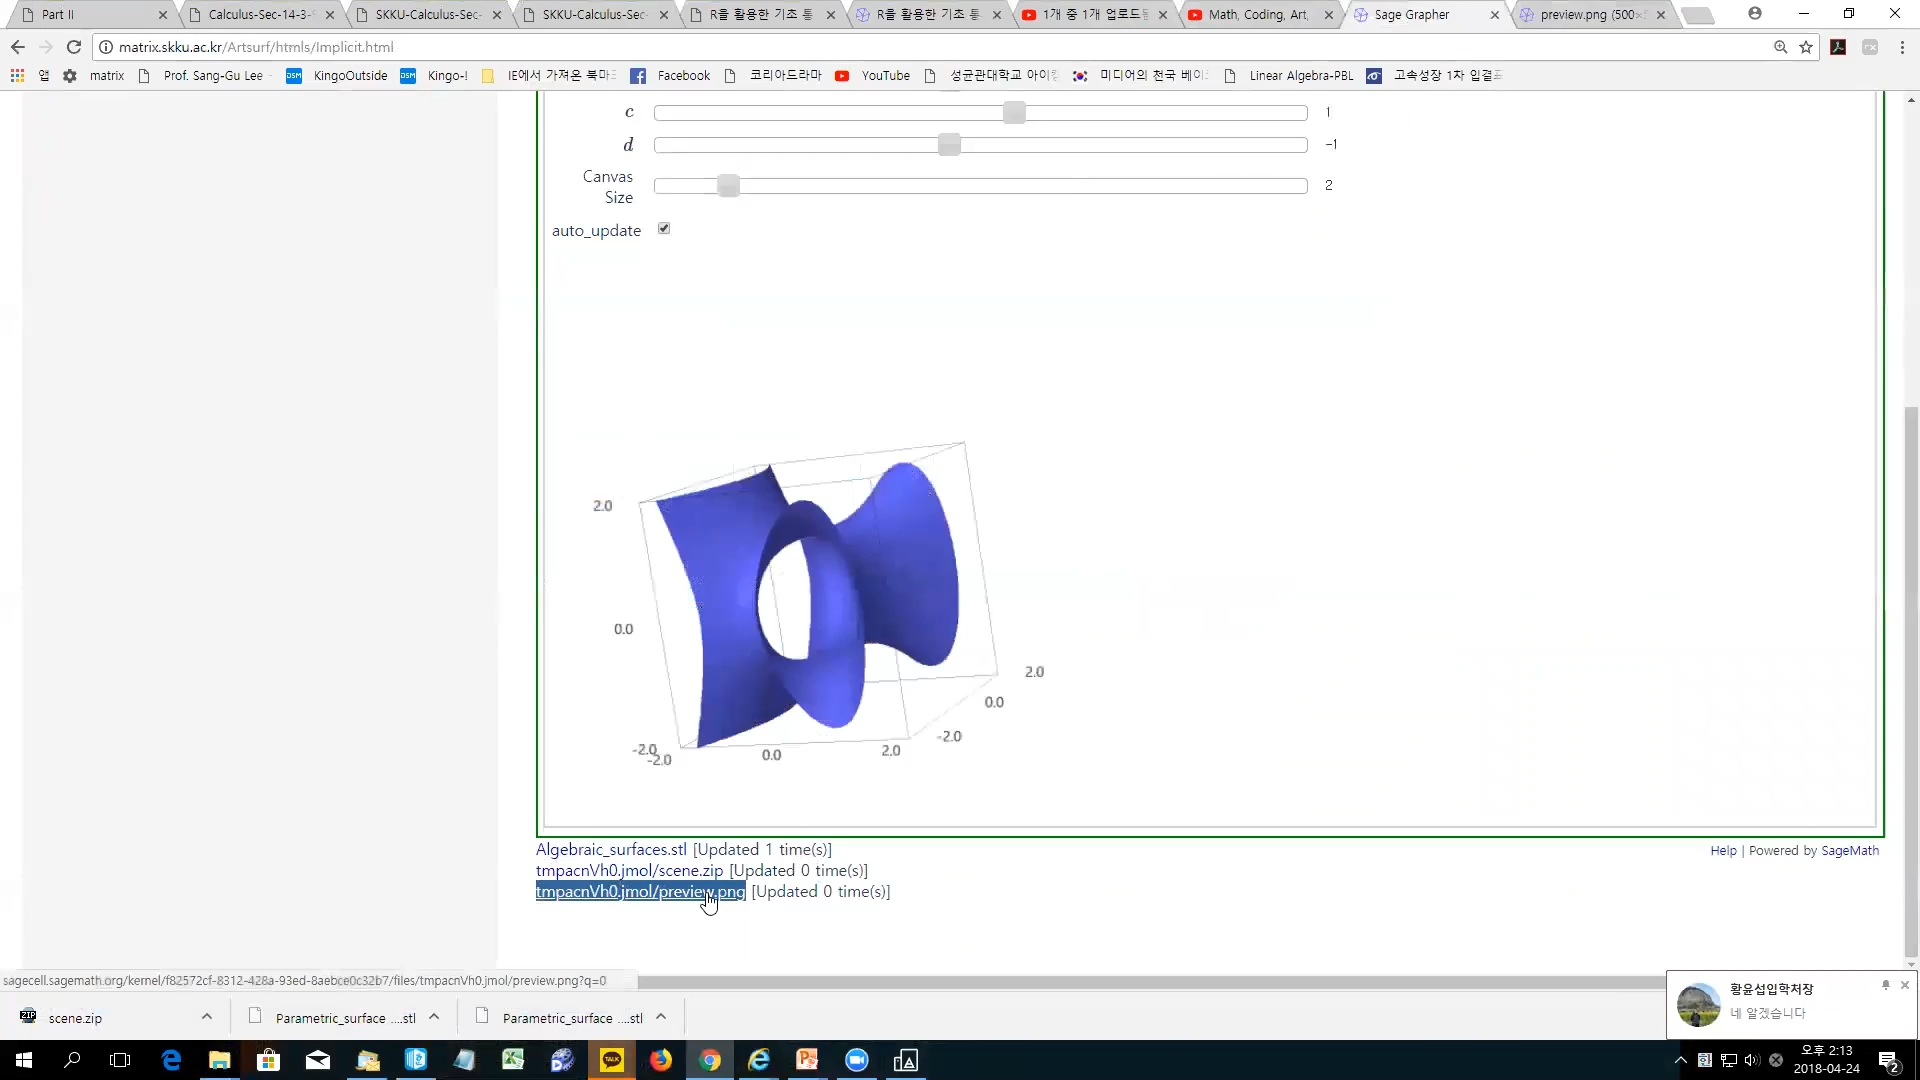 Part II
Calculus-Sec-14-3-
SKKU-Calculus-Sec-
SKKU-Calculus-Sec-
R을 활용한 기초 통
R을 활용한 기초 통
1개 중 1개 업로드됨
Math, Coding, Art,
Sage Grapher
preview.png (500×
matrix.skku.ac.kr/Artsurf/htmls/Implicit.html
앱
matrix
Prof. Sang-Gu Lee
KingoOutside
Kingo-!
IE에서 가져온 북마
Facebook
코리아드라마
YouTube
성균관대학교 아이
미디어의 천국 베이
Linear Algebra-PBL
고속성장 1차 입결
c 1
d -1
Canvas
Size 2
auto_update
2.0
0.0
-2.0
-2.0
0.0
2.0
-2.0
0.0
2.0
Algebraic_surfaces.stl [Updated 1 time(s)]
Help | Powered by SageMath
tmpacnVh0.jmol/scene.zip [Updated 0 time(s)]
tmpacnVh0.jmol/preview.png [Updated 0 time(s)]
sagecell.sagemath.org/kernel/f82572cf-8312-428a-93ed-8aebce0c32b7/files/tmpacnVh0.jmol/preview.png?q=0
황윤섭입학처장
네 알겠습니다
scene.zip
Parametric_surface ....stl
Parametric_surface ....stl
TALK
오후 2:13
2018-04-24
2